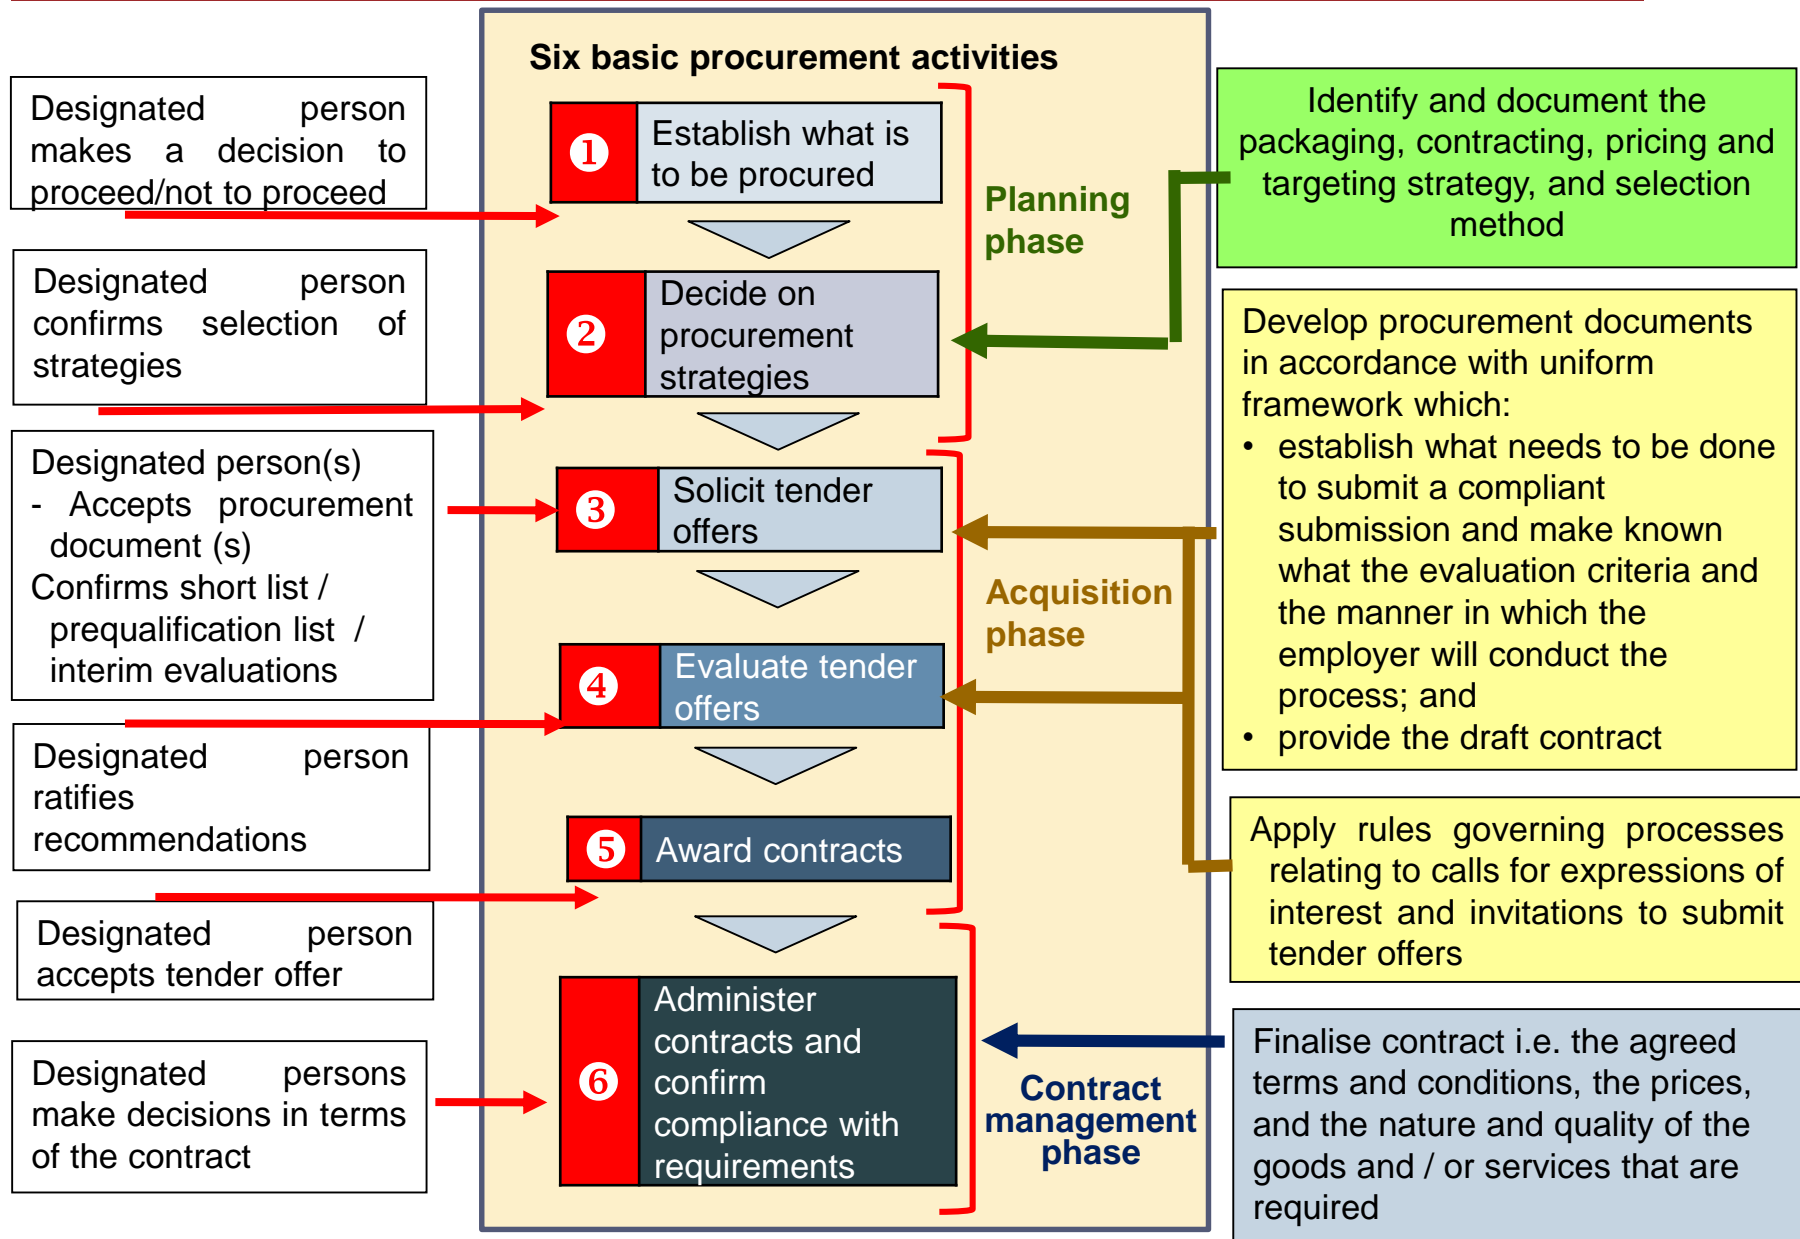 Six basic procurement activities
Designated person
makes a decision to
proceed/not to proceed
Designated person
confirms selection of
strategies
Designated person(s)
- Accepts procurement
document (s)
Confirms short list /
prequalification list /
interim evaluations
Designated person
ratifies
recommendations
Designated person
accepts tender offer
Designated persons
make decisions in terms
of the contract
❶
Establish what is
to be procured
❷
Decide on
procurement
strategies
❸
Solicit tender
offers
❹
Evaluate tender
offers
❺
Award contracts
❻
Administer
contracts and
confirm
compliance with
requirements
Planning
phase
Acquisition
phase
Contract
management
phase
Identify and document the
packaging, contracting, pricing and
targeting strategy, and selection
method
Develop procurement documents
in accordance with uniform
framework which:
• establish what needs to be done
to submit a compliant
submission and make known
what the evaluation criteria and
the manner in which the
employer will conduct the
process; and
• provide the draft contract
Apply rules governing processes
relating to calls for expressions of
interest and invitations to submit
tender offers
Finalise contract i.e. the agreed
terms and conditions, the prices,
and the nature and quality of the
goods and / or services that are
required